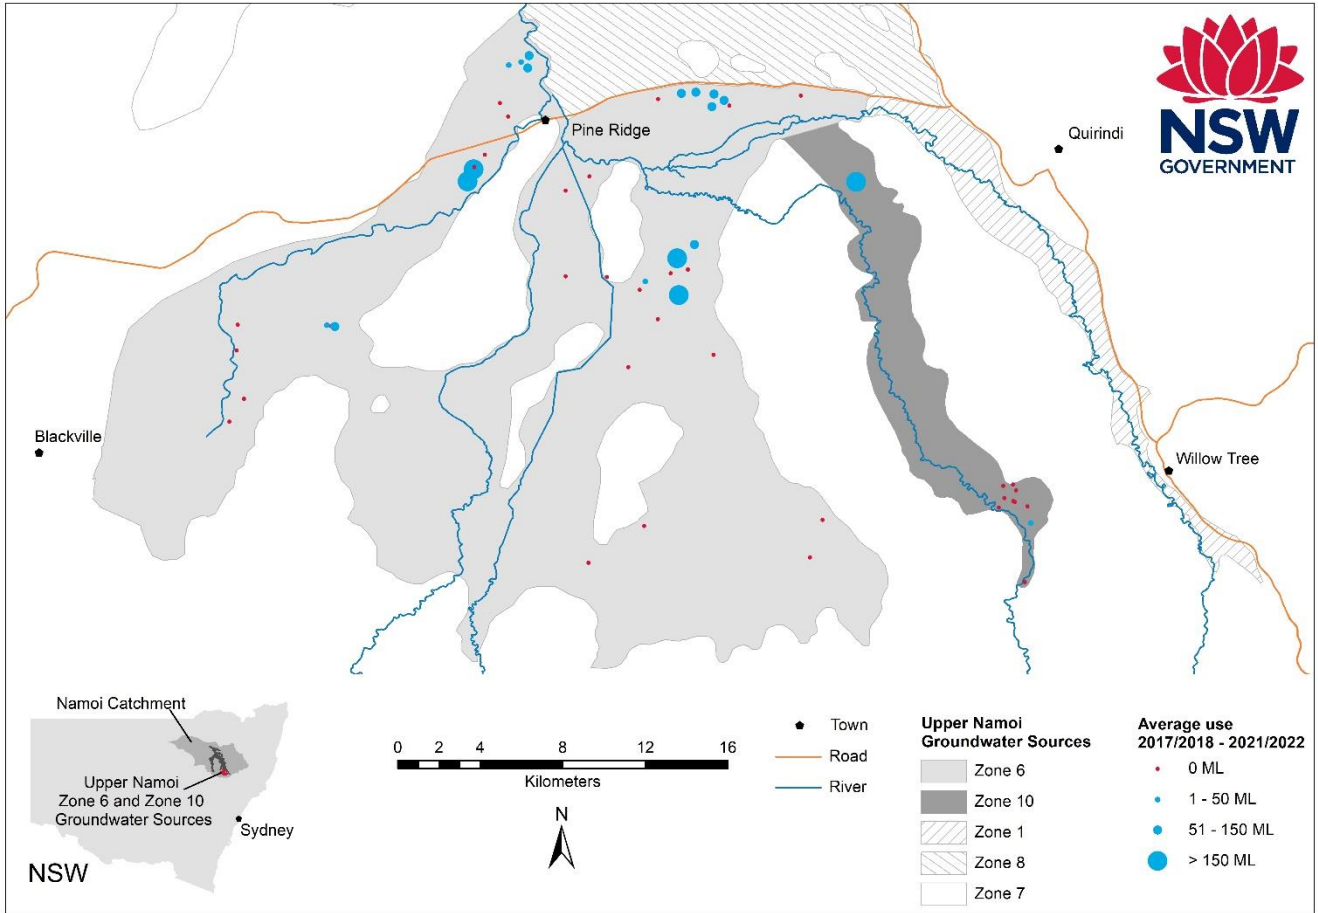 NSW
GOVERNMENT
Pine Ridge
Quirindi
Blackville
Willow Tree
Namoi Catchment
Upper Namoi
Zone 6 and Zone 10
Groundwater Sources
Sydney
NSW
0 2 4 8 12 16
Kilometers
N
Town
Road
River
Upper Namoi
Groundwater Sources
Zone 6
Zone 10
Zone 1
Zone 8
Zone 7
Average use
2017/2018 - 2021/2022
0 ML
1 - 50 ML
51 - 150 ML
> 150 ML